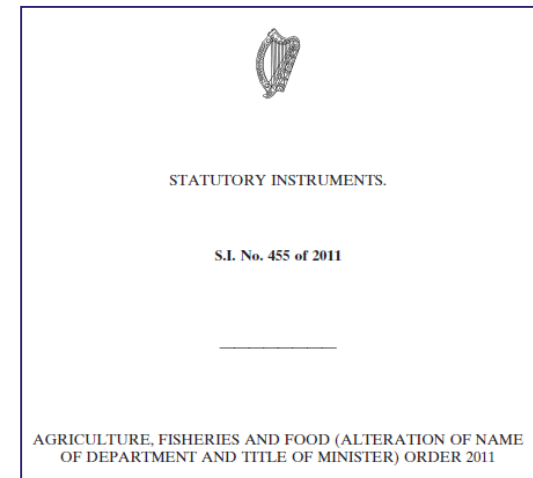 STATUTORY INSTRUMENTS.
S.I. No. 455 of 2011
AGRICULTURE, FISHERIES AND FOOD (ALTERATION OF NAME
OF DEPARTMENT AND TITLE OF MINISTER) ORDER 2011